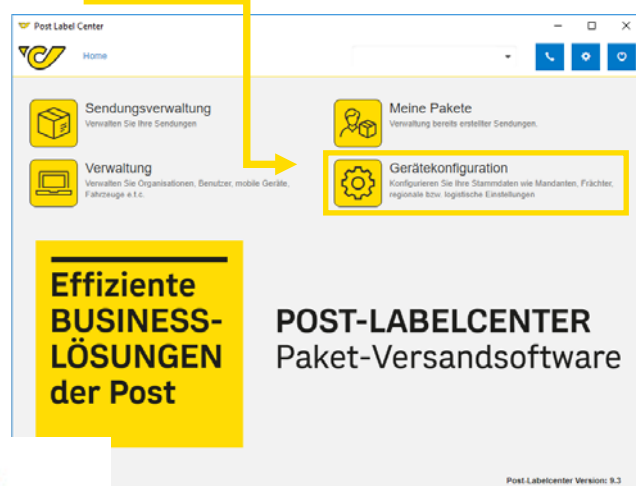 Post Label Center
Home
Sendungsverwaltung
Verwalten Sie Ihre Sendungen
Meine Pakete
Verwaltung bereits erstellter Sendungen.
Verwaltung
Verwalten Sie Organisationen, Benutzer, mobile Geräte,
Fahrzeuge e.t.c.
Gerätekonfiguration
Konfigurieren Sie Ihre Stammdaten wie Mandanten, Frächter,
regionale bzw. logistische Einstellungen
Effiziente
BUSINESS-
LÖSUNGEN
der Post
POST-LABELCENTER
Paket-Versandsoftware
Post-Labelcenter Version: 9.3